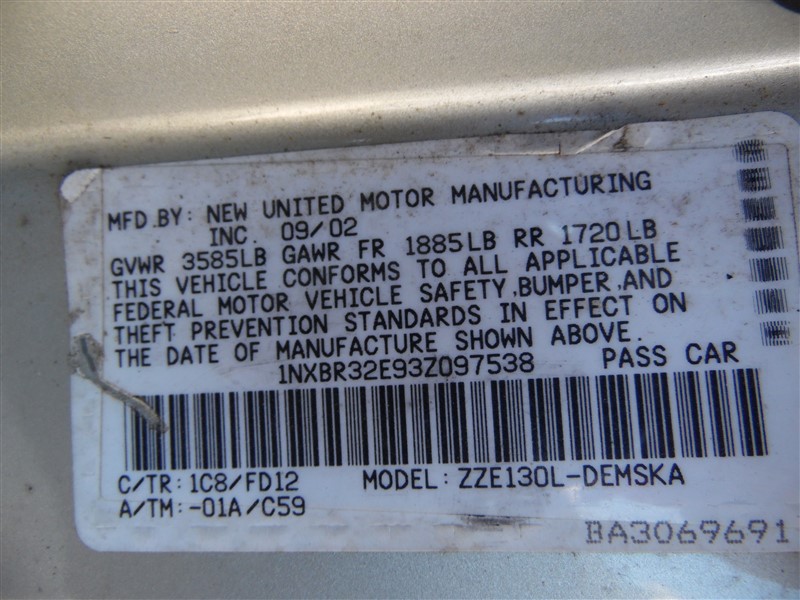 MFD.BY: NEW UNITED MOTOR MANUFACTURING
INC. 09/02
GVWR 3585LB GAWR FR 1885LB RR 1720LB
THIS VEHICLE CONFORMS TO ALL APPLICABLE
FEDERAL MOTOR VEHICLE SAFETY,BUMPER,AND
THEFT PREVENTION STANDARDS IN EFFECT ON
THE DATE OF MANUFACTURE SHOWN ABOVE.
1NXBR32E93Z097538 PASS CAR
C/TR:1C8/FD12 MODEL:ZZE130L-DEMSKA
A/TM:-01A/C59
BA3069691